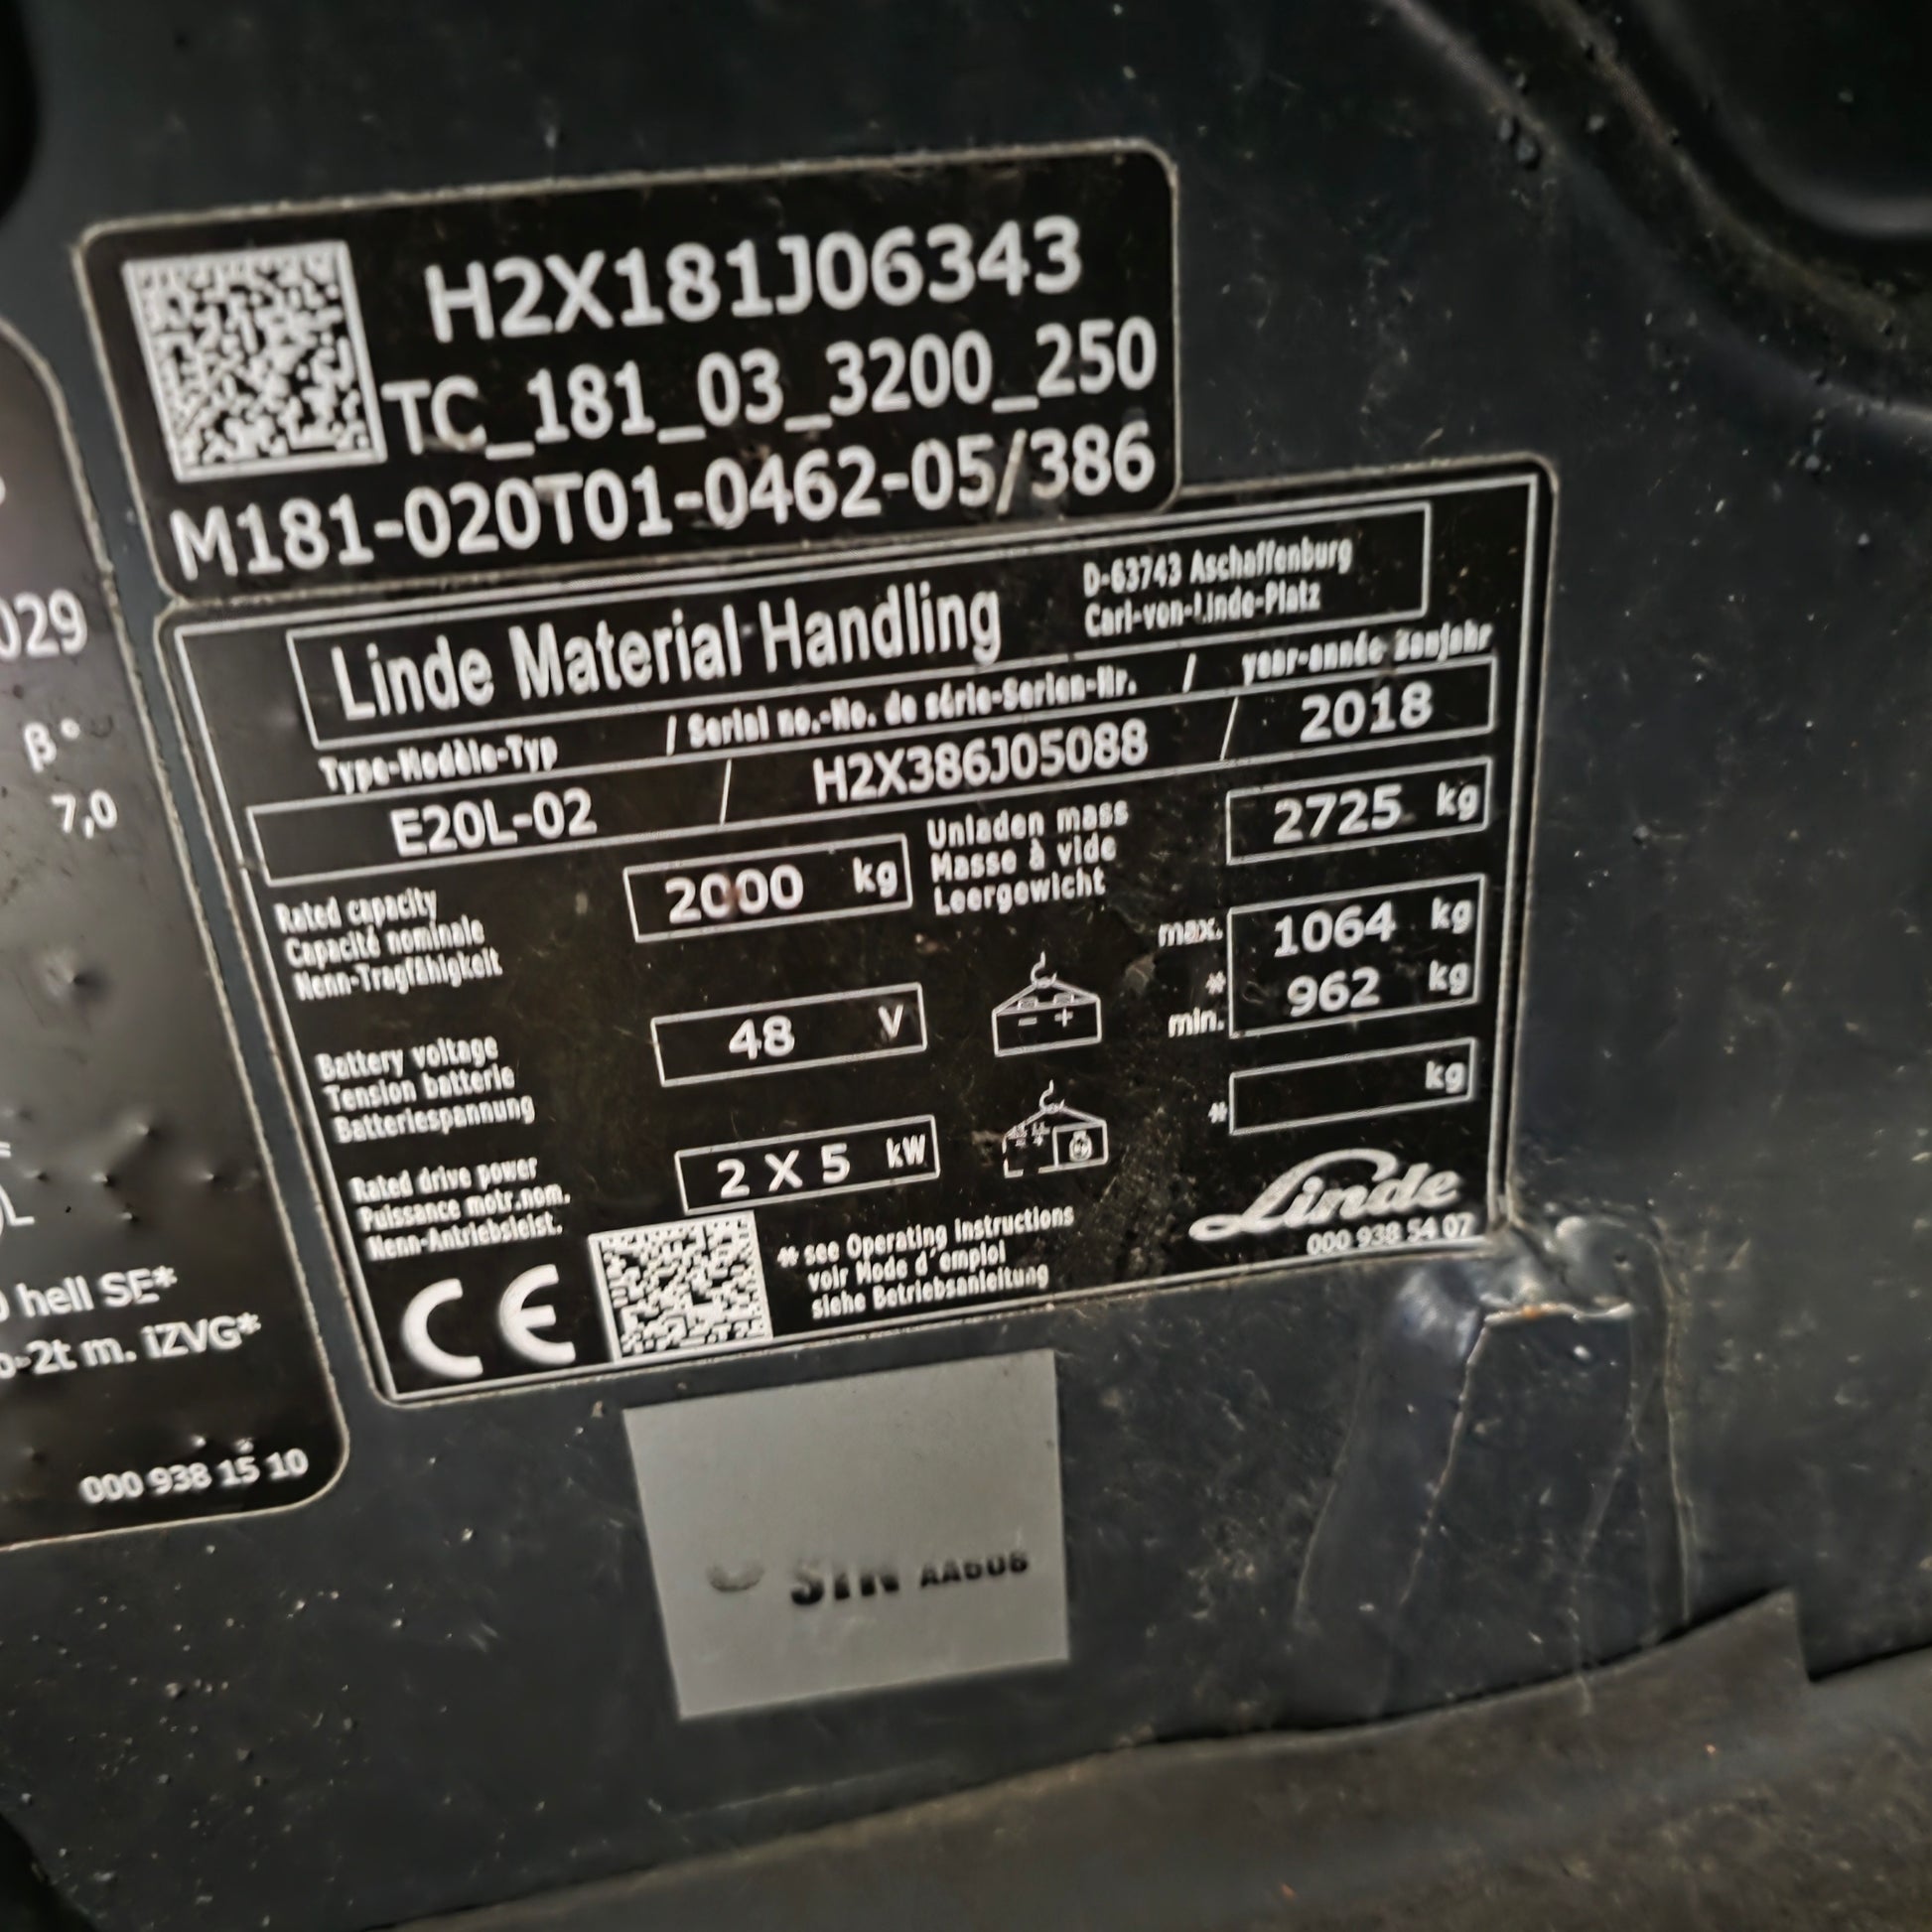 H2X181J06343
TC_181_03_3200_250
M181-020T01-0462-05/386
029
β°
7,0
hell SE*
-2t m. iZVG*
000 938 15 10
Linde Material Handling
D-63743 Aschaffenburg
Carl-von-Linde-Platz
Type-Modèle-Typ / Serial no.-No. de série-Serien-Nr. / year-année-Baujahr
E20L-02 / H2X386J05088 / 2018
Rated capacity
Capacité nominale
Nenn-Tragfähigkeit
2000 kg
Unladen mass
Masse à vide
Leergewicht
2725 kg
Battery voltage
Tension batterie
Batteriespannung
48 V
- +
max. 1064 kg
*
min. 962 kg
Rated drive power
Puissance motr.nom.
Nenn-Antriebsleist.
2 X 5 kW
* kg
CE
* see Operating Instructions
voir Mode d'emploi
siehe Betriebsanleitung
Linde
000 938 54 07